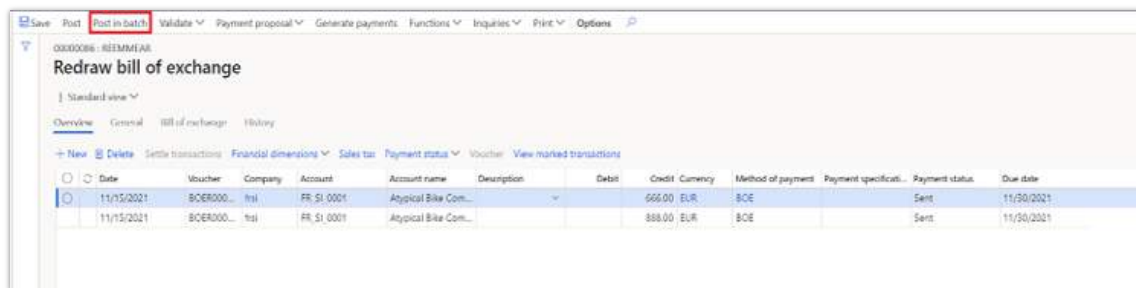 Save Post Post in batch Validate Payment proposal Generate payments Functions Inquiries Print Options
00000086 : REEMMEAR
Redraw bill of exchange
Standard view
Overview General Bill of exchange History
+ New Delete Settle transactions Financial dimensions Sales tax Payment status Voucher View marked transactions
Date Voucher Company Account Account name Description Debit Credit Currency Method of payment Payment specificati... Payment status Due date
11/15/2021 BOER000... frsi FR_SI_0001 Atypical Bike Com... 666.00 EUR BOE Sent 11/30/2021
11/15/2021 BOER000... frsi FR_SI_0001 Atypical Bike Com... 888.00 EUR BOE Sent 11/30/2021